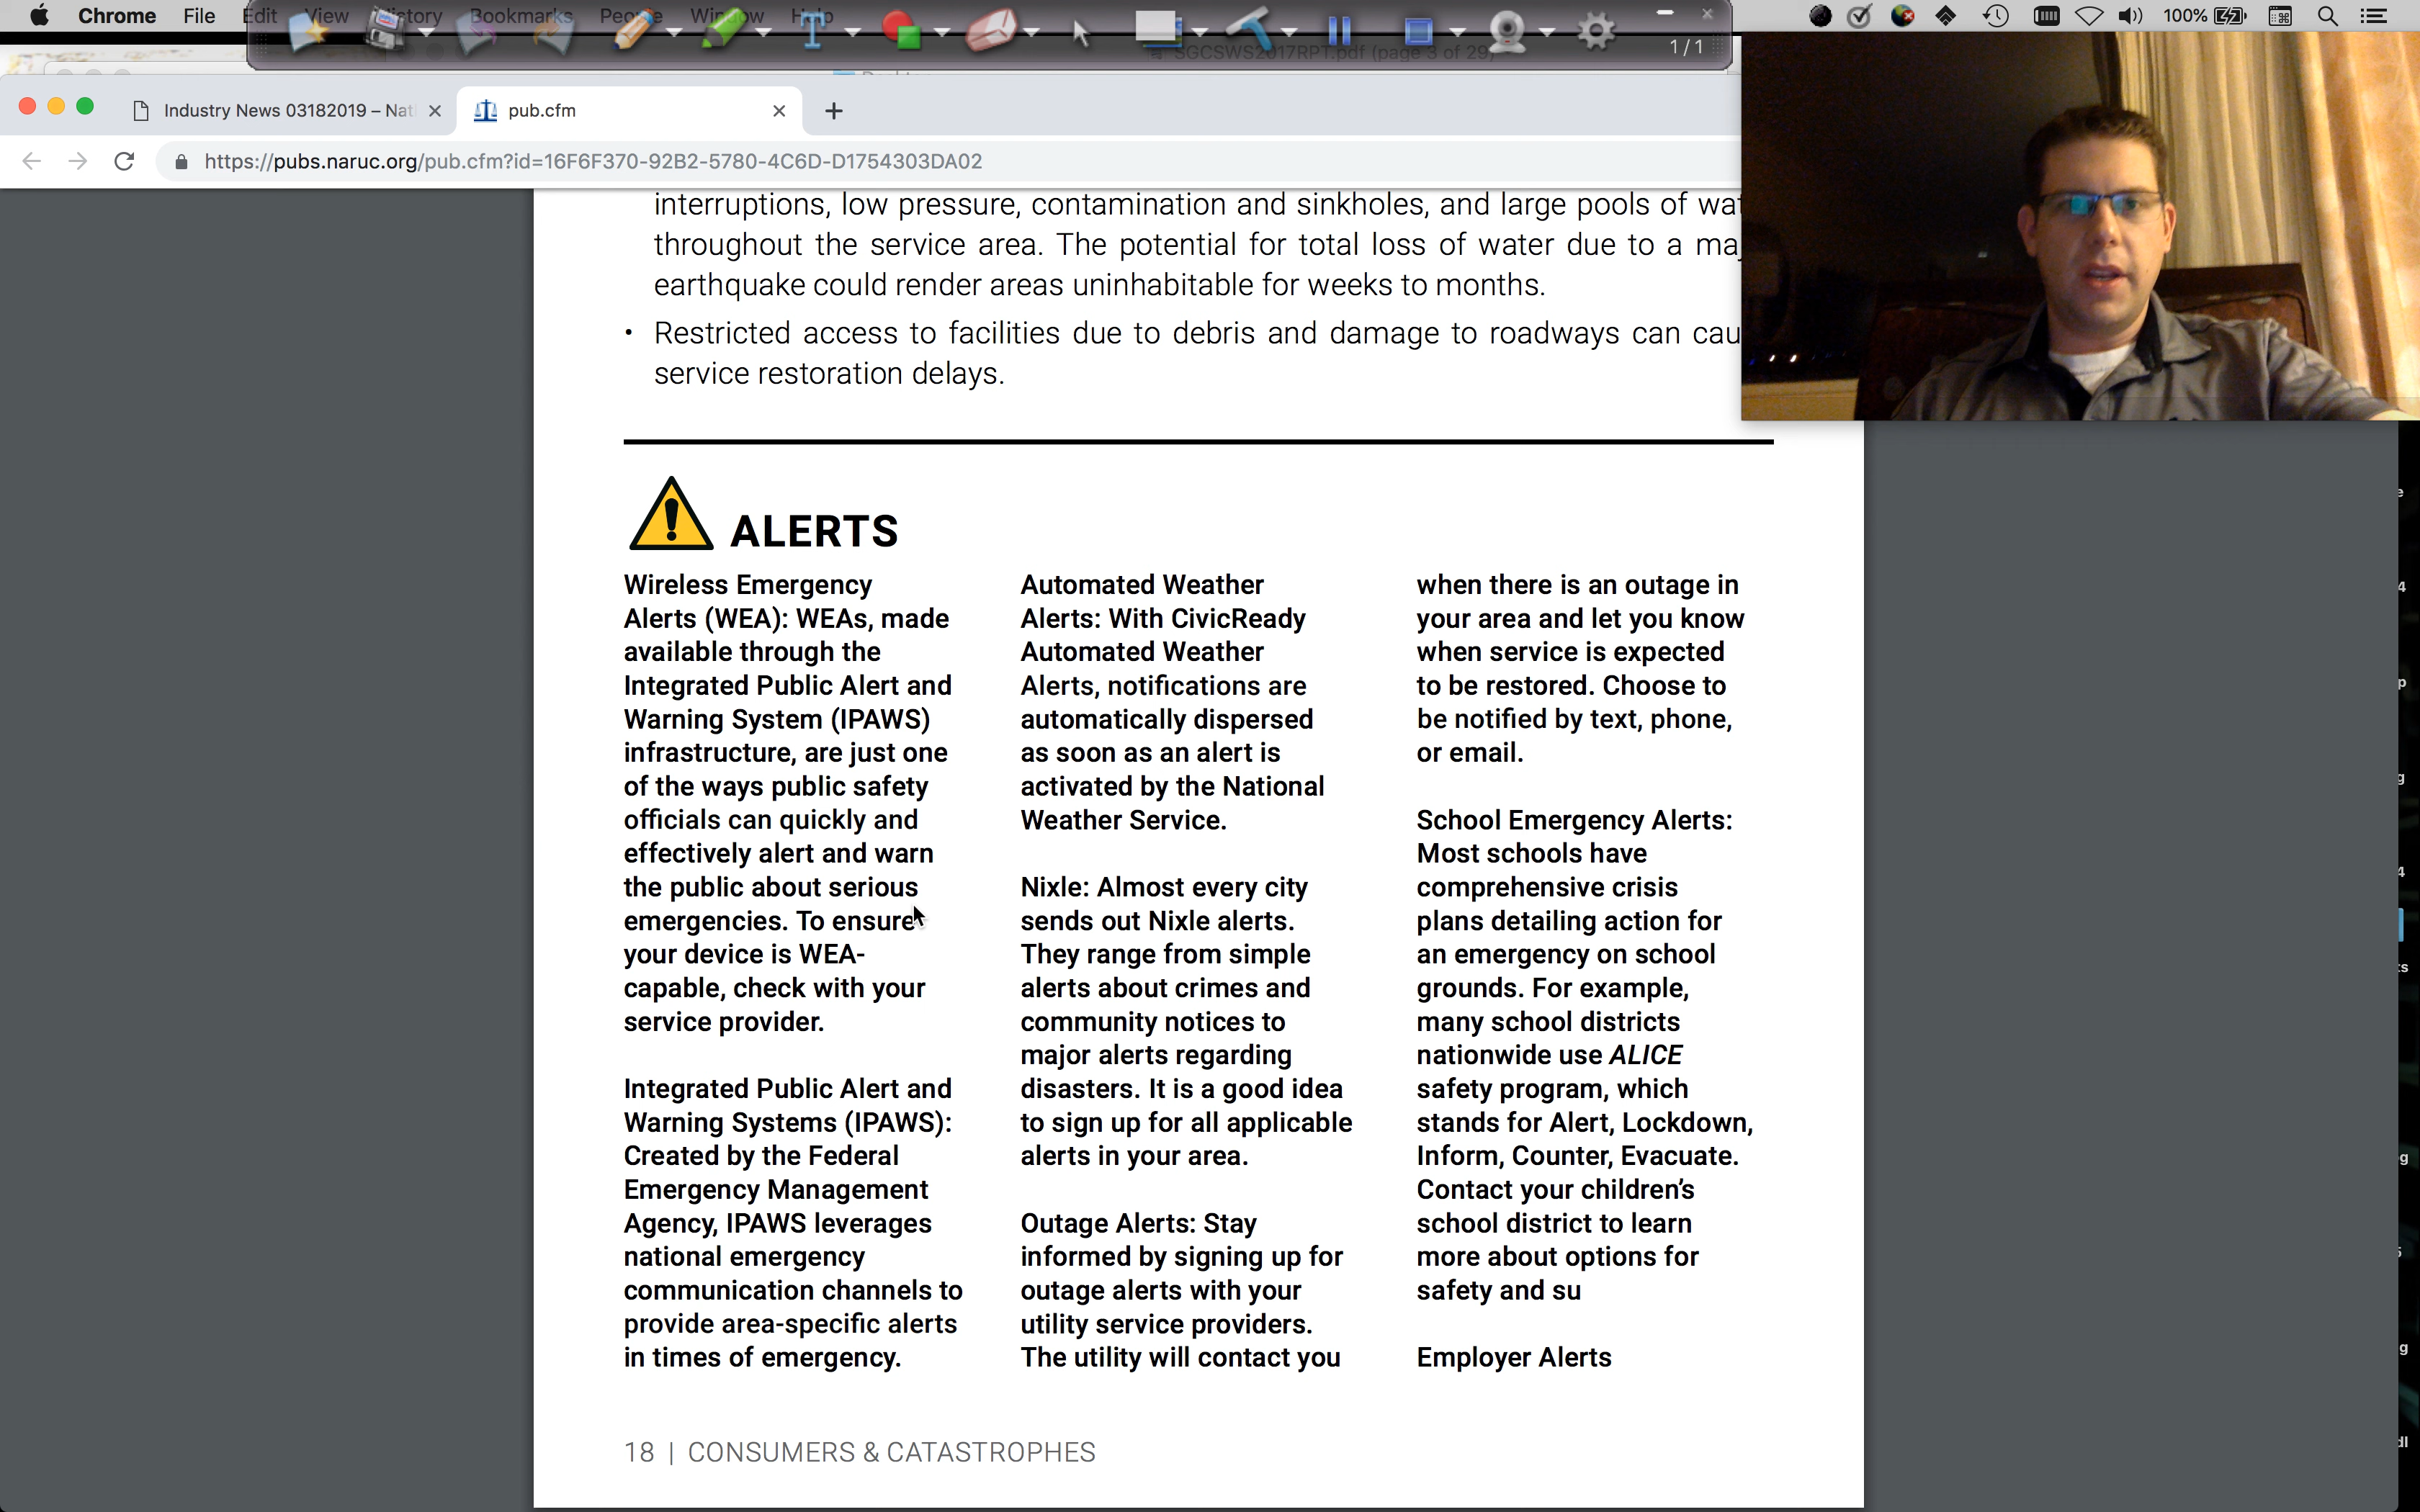 Chrome File Edit View History Bookmarks People Window Help
100%
1/1
SGCSWS2017RPT.pdf (page 3 of 29)
Industry News 03182019 – Nat
pub.cfm
https://pubs.naruc.org/pub.cfm?id=16F6F370-92B2-5780-4C6D-D1754303DA02
interruptions, low pressure, contamination and sinkholes, and large pools of wat
throughout the service area. The potential for total loss of water due to a maj
earthquake could render areas uninhabitable for weeks to months.
• Restricted access to facilities due to debris and damage to roadways can cau
service restoration delays.
ALERTS
Wireless Emergency
Alerts (WEA): WEAs, made
available through the
Integrated Public Alert and
Warning System (IPAWS)
infrastructure, are just one
of the ways public safety
officials can quickly and
effectively alert and warn
the public about serious
emergencies. To ensure
your device is WEA-
capable, check with your
service provider.
Integrated Public Alert and
Warning Systems (IPAWS):
Created by the Federal
Emergency Management
Agency, IPAWS leverages
national emergency
communication channels to
provide area-specific alerts
in times of emergency.
Automated Weather
Alerts: With CivicReady
Automated Weather
Alerts, notifications are
automatically dispersed
as soon as an alert is
activated by the National
Weather Service.
Nixle: Almost every city
sends out Nixle alerts.
They range from simple
alerts about crimes and
community notices to
major alerts regarding
disasters. It is a good idea
to sign up for all applicable
alerts in your area.
Outage Alerts: Stay
informed by signing up for
outage alerts with your
utility service providers.
The utility will contact you
when there is an outage in
your area and let you know
when service is expected
to be restored. Choose to
be notified by text, phone,
or email.
School Emergency Alerts:
Most schools have
comprehensive crisis
plans detailing action for
an emergency on school
grounds. For example,
many school districts
nationwide use ALICE
safety program, which
stands for Alert, Lockdown,
Inform, Counter, Evacuate.
Contact your children's
school district to learn
more about options for
safety and su
Employer Alerts
18 | CONSUMERS & CATASTROPHES